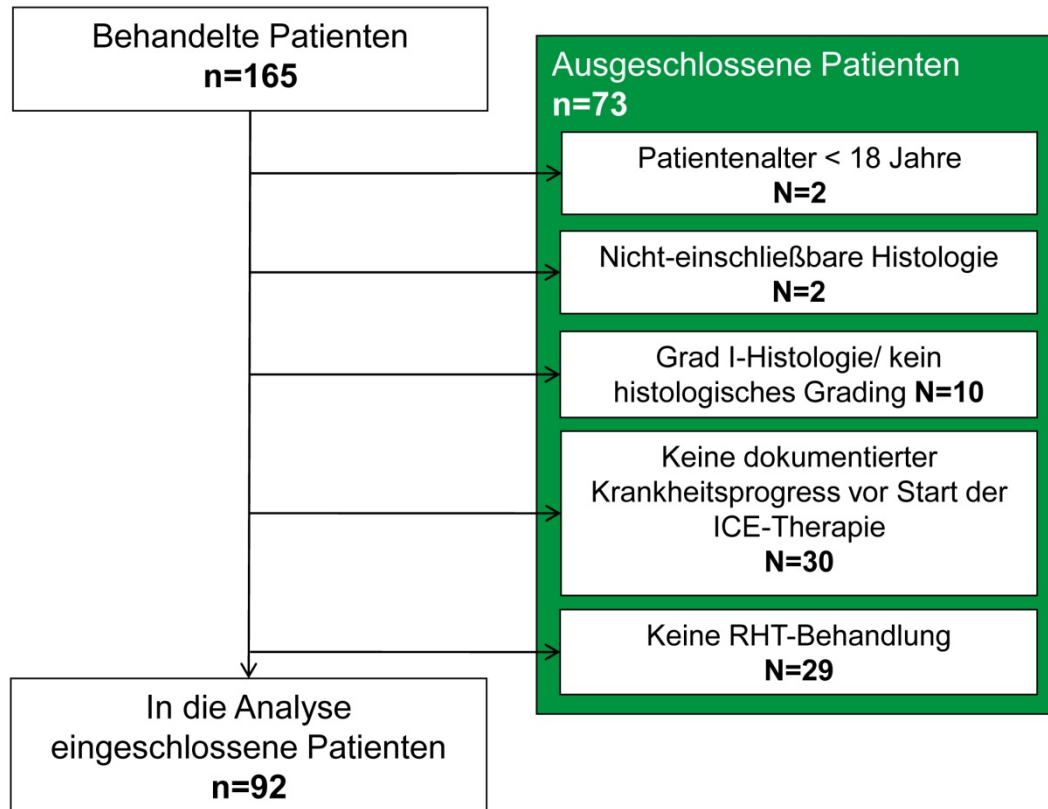 Behandelte Patienten
n=165
Ausgeschlossene Patienten
n=73
Patientenalter < 18 Jahre
N=2
Nicht-einschließbare Histologie
N=2
Grad I-Histologie/ kein
histologisches Grading N=10
Keine dokumentierter
Krankheitsprogress vor Start der
ICE-Therapie
N=30
Keine RHT-Behandlung
N=29
In die Analyse
eingeschlossene Patienten
n=92